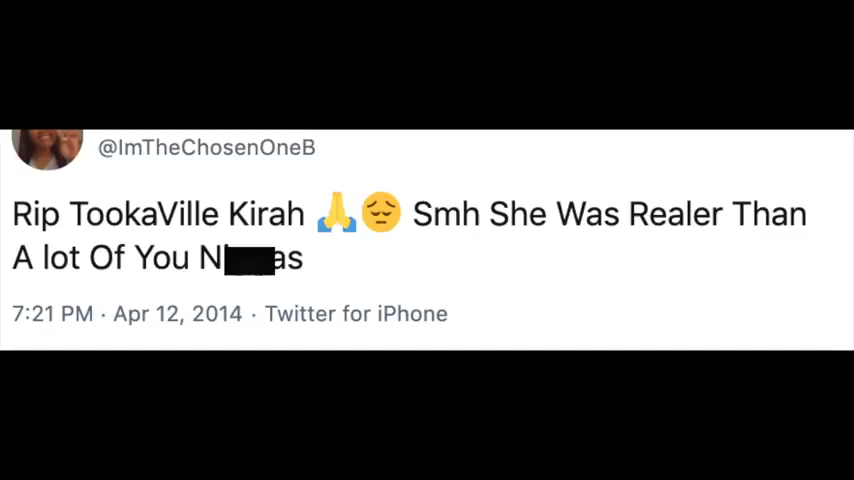 @ImTheChosenOneB
Rip TookaVille Kirah 🙏😔 Smh She Was Realer Than
A lot Of You N as
7:21 PM · Apr 12, 2014 · Twitter for iPhone